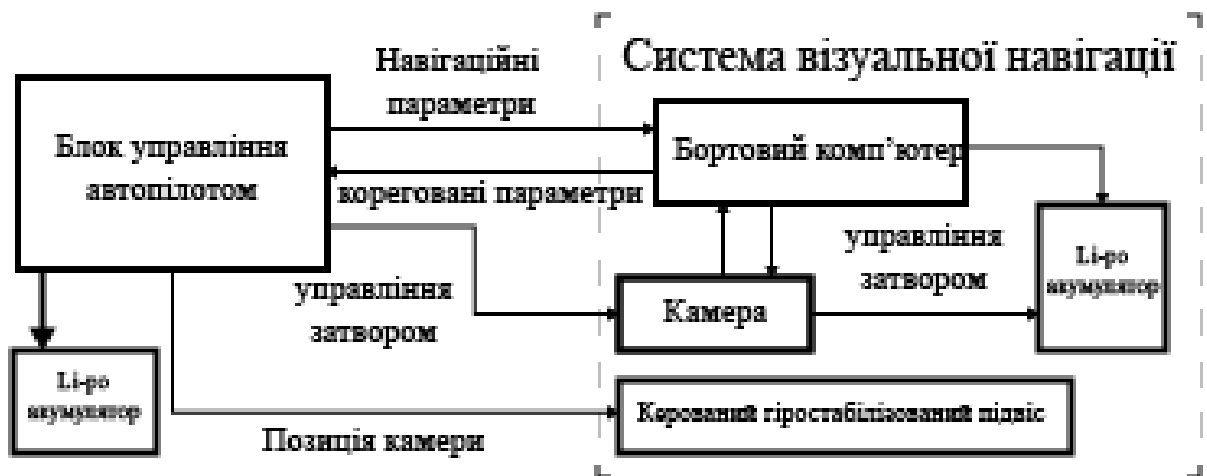 Система візуальної навігації
Навігаційні
параметри
Блок управління
автопілотом
Бортовий комп’ютер
кореговані параметри
управління
затвором
управління
затвором
Камера
Li-po
акумулятор
Li-po
акумулятор
Керований гіростабілізований підвіс
Позиція камери